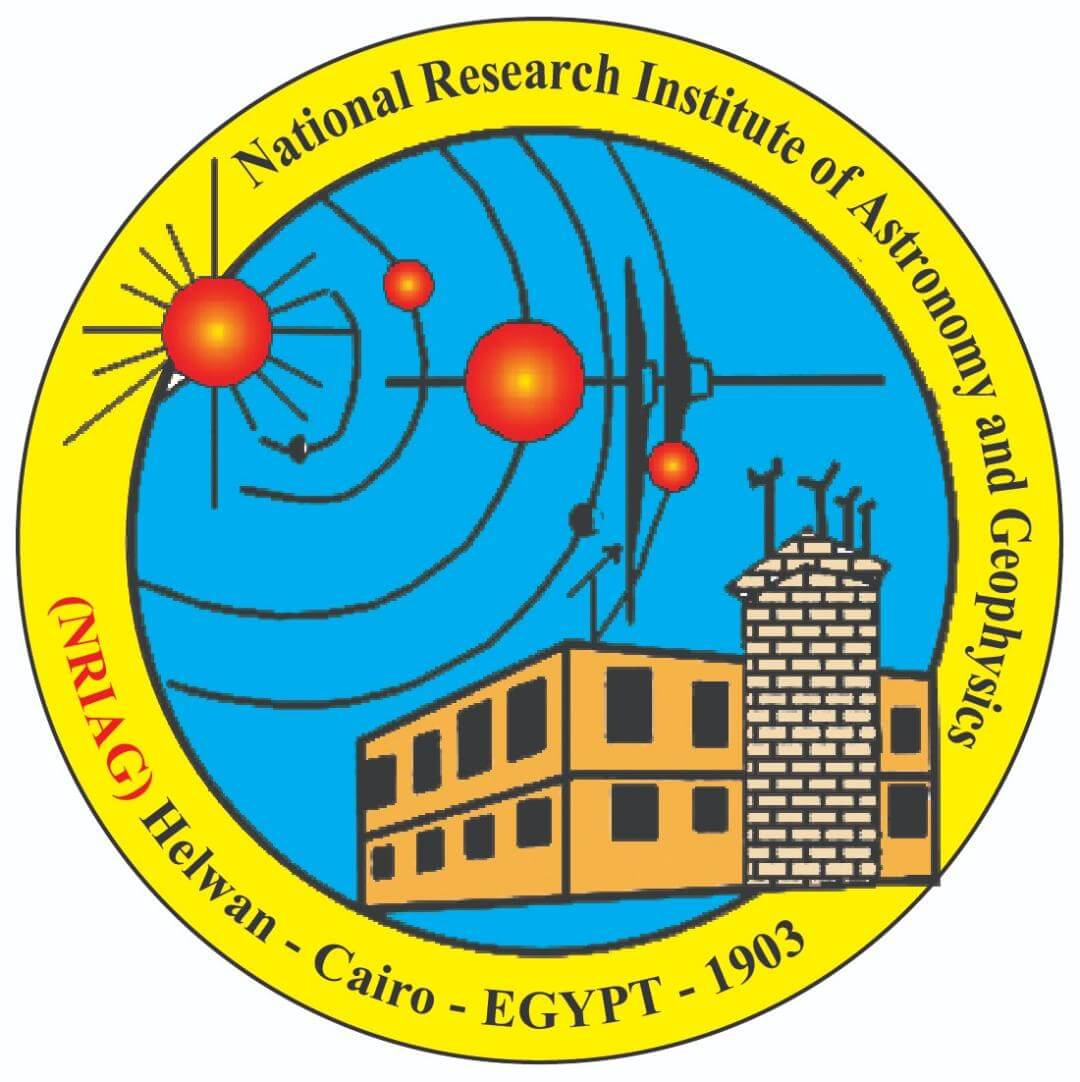 National Research Institute of Astronomy and Geophysics
(NRIAG) Helwan - Cairo - EGYPT - 1903